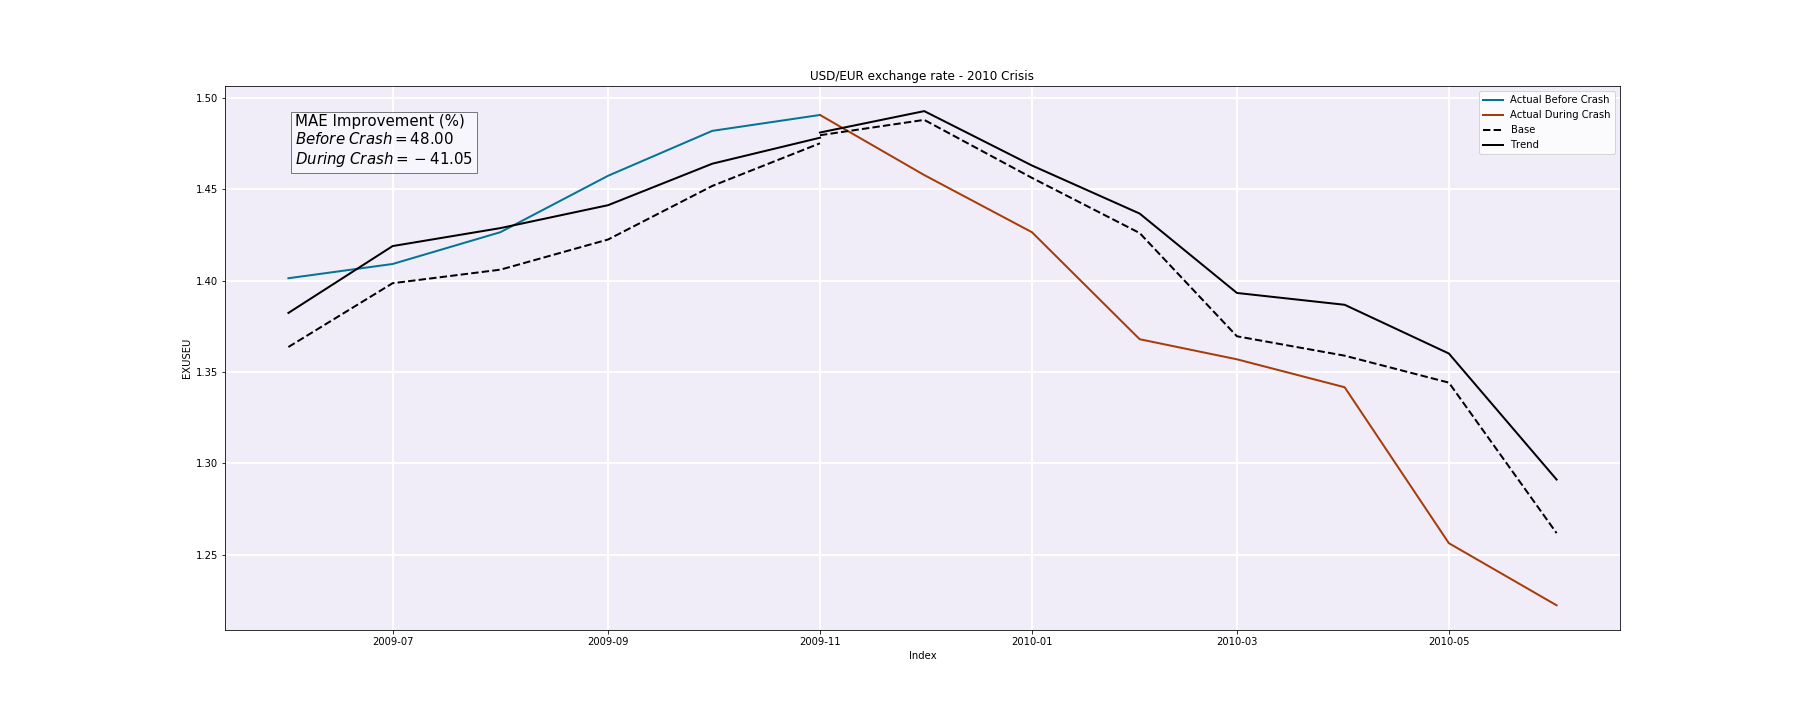 USD/EUR exchange rate - 2010 Crisis
MAE Improvement (%)
Before Crash = 48.00
During Crash = − 41.05
Actual Before Crash
Actual During Crash
Base
Trend
EXUSEU
1.50
1.45
1.40
1.35
1.30
1.25
2009-07
2009-09
2009-11
2010-01
2010-03
2010-05
Index